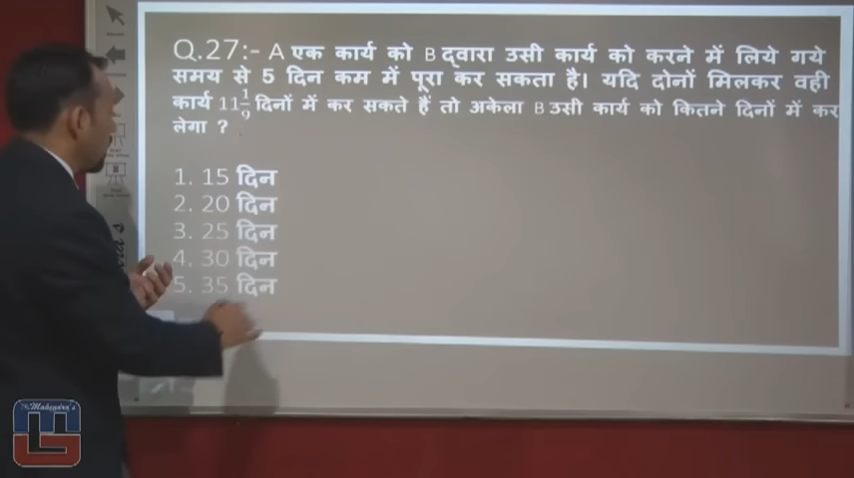 Q.27:- A एक कार्य को B द्वारा उसी कार्य को करने में लिये गये
समय से 5 दिन कम में पूरा कर सकता है। यदि दोनों मिलकर वही
कार्य 11 1/9 दिनों में कर सकते हैं तो अकेला B उसी कार्य को कितने दिनों में कर
लेगा ?
1. 15 दिन
2. 20 दिन
3. 25 दिन
4. 30 दिन
5. 35 दिन
Mahendra's